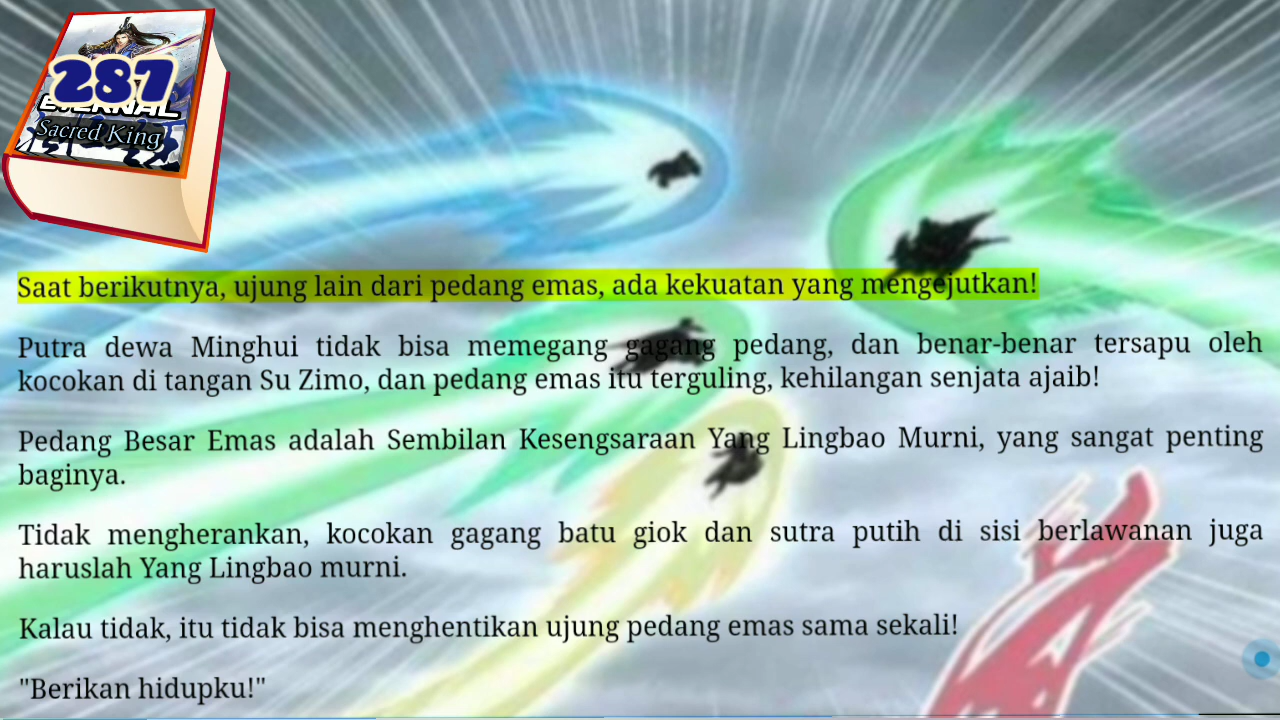 287
ETERNAL
Sacred King
Saat berikutnya, ujung lain dari pedang emas, ada kekuatan yang mengejutkan!
Putra dewa Minghui tidak bisa memegang gagang pedang, dan benar-benar tersapu oleh
kocokan di tangan Su Zimo, dan pedang emas itu terguling, kehilangan senjata ajaib!
Pedang Besar Emas adalah Sembilan Kesengsaraan Yang Lingbao Murni, yang sangat penting
baginya.
Tidak mengherankan, kocokan gagang batu giok dan sutra putih di sisi berlawanan juga
haruslah Yang Lingbao murni.
Kalau tidak, itu tidak bisa menghentikan ujung pedang emas sama sekali!
"Berikan hidupku!"